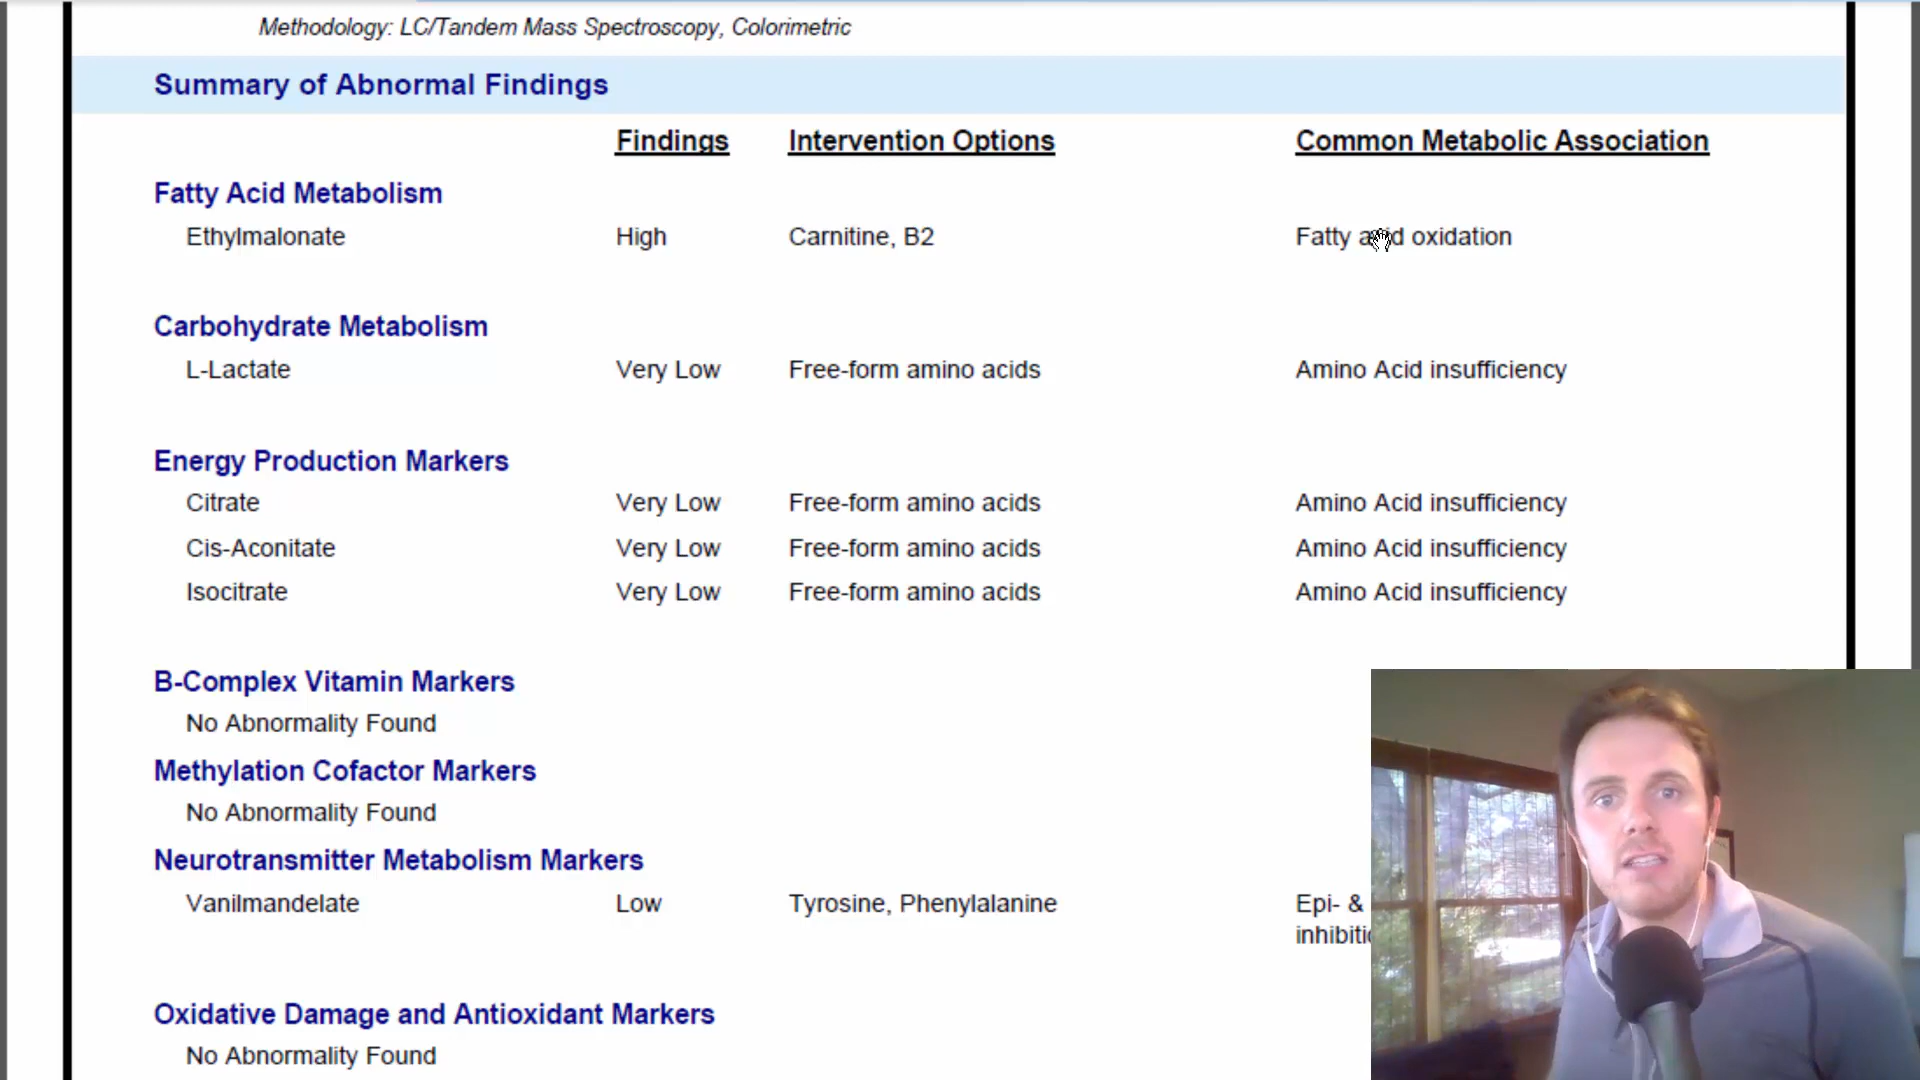 Methodology: LC/Tandem Mass Spectroscopy, Colorimetric
Summary of Abnormal Findings
Findings Intervention Options Common Metabolic Association
Fatty Acid Metabolism
Ethylmalonate High Carnitine, B2 Fatty acid oxidation
Carbohydrate Metabolism
L-Lactate Very Low Free-form amino acids Amino Acid insufficiency
Energy Production Markers
Citrate Very Low Free-form amino acids Amino Acid insufficiency
Cis-Aconitate Very Low Free-form amino acids Amino Acid insufficiency
Isocitrate Very Low Free-form amino acids Amino Acid insufficiency
B-Complex Vitamin Markers
No Abnormality Found
Methylation Cofactor Markers
No Abnormality Found
Neurotransmitter Metabolism Markers
Vanilmandelate Low Tyrosine, Phenylalanine Epi- &
Oxidative Damage and Antioxidant Markers
No Abnormality Found